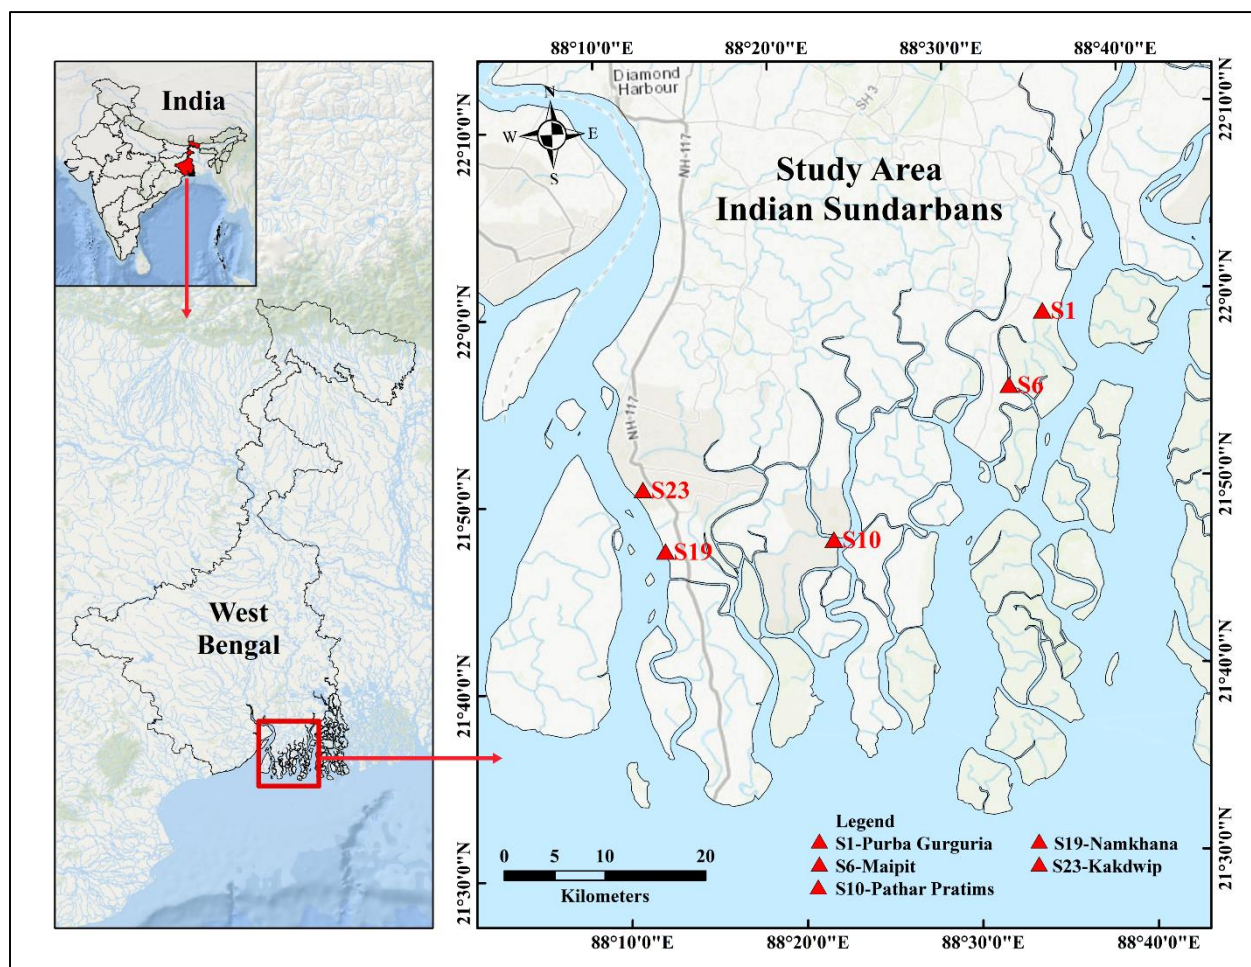 India
West
Bengal
88°10'0"E
88°20'0"E
88°30'0"E
88°40'0"E
22°10'0"N
22°0'0"N
21°50'0"N
21°40'0"N
21°30'0"N
Diamond
Harbour
SH 3
NH-117
NH-117
N
W
E
S
Study Area
Indian Sundarbans
S1
S6
S23
S10
S19
Legend
S1-Purba Gurguria
S6-Maipit
S10-Pathar Pratims
S19-Namkhana
S23-Kakdwip
0 5 10 20
Kilometers
22°10'0"N
22°0'0"N
21°50'0"N
21°40'0"N
21°30'0"N
88°10'0"E
88°20'0"E
88°30'0"E
88°40'0"E